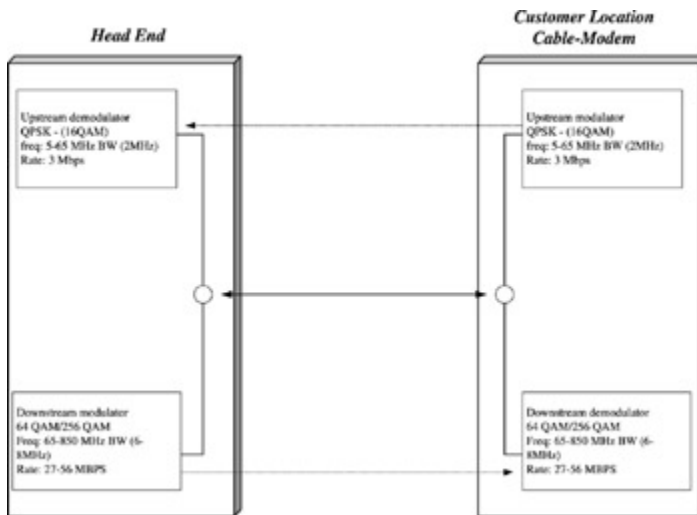 Head End
Customer Location
Cable-Modem
Upstream demodulator
QPSK - (16QAM)
freq: 5-65 MHz BW (2MHz)
Rate: 3 Mbps
Upstream modulator
QPSK - (16QAM)
freq: 5-65 MHz BW (2MHz)
Rate: 3 Mbps
Downstream modulator
64 QAM/256 QAM
Freq: 65-850 MHz BW (6-
8MHz)
Rate: 27-56 MBPS
Downstream demodulator
64 QAM/256 QAM
Freq: 65-850 MHz BW (6-
8MHz)
Rate: 27-56 MBPS